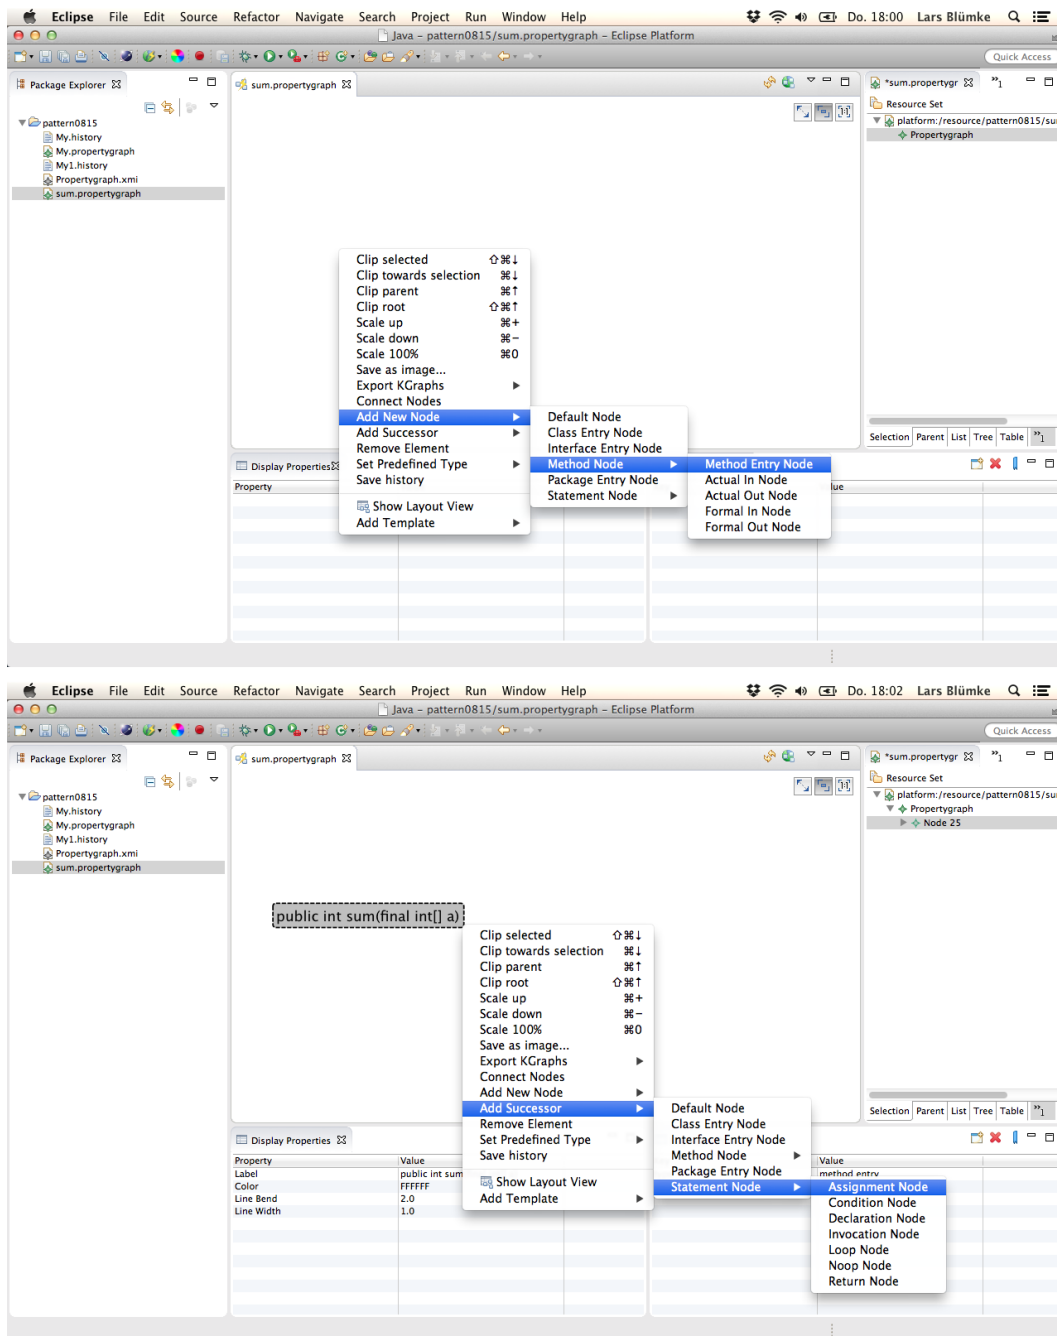 Eclipse File Edit Source Refactor Navigate Search Project Run Window Help Do. 18:00 Lars Blümke
Java – pattern0815/sum.propertygraph – Eclipse Platform
Quick Access
Package Explorer
sum.propertygraph
*sum.propertygr »1
Resource Set
pattern0815
platform:/resource/pattern0815/su
My.history
Propertygraph
My.propertygraph
My1.history
Propertygraph.xmi
sum.propertygraph
Clip selected ⇧⌘↓
Clip towards selection ⌘↓
Clip parent ⌘↑
Clip root ⇧⌘↑
Scale up ⌘+
Scale down ⌘−
Scale 100% ⌘0
Save as image...
Export KGraphs
Connect Nodes
Add New Node
Add Successor
Remove Element
Set Predefined Type
Save history
Show Layout View
Add Template
Default Node
Class Entry Node
Interface Entry Node
Method Node
Package Entry Node
Statement Node
Method Entry Node
Actual In Node
Actual Out Node
Formal In Node
Formal Out Node
Selection Parent List Tree Table »1
Display Properties
Property
lue
Eclipse File Edit Source Refactor Navigate Search Project Run Window Help Do. 18:02 Lars Blümke
Java – pattern0815/sum.propertygraph – Eclipse Platform
Quick Access
Package Explorer
sum.propertygraph
*sum.propertygr »1
Resource Set
pattern0815
platform:/resource/pattern0815/su
My.history
Propertygraph
My.propertygraph
Node 25
My1.history
Propertygraph.xmi
sum.propertygraph
public int sum(final int[] a)
Clip selected ⇧⌘↓
Clip towards selection ⌘↓
Clip parent ⌘↑
Clip root ⇧⌘↑
Scale up ⌘+
Scale down ⌘−
Scale 100% ⌘0
Save as image...
Export KGraphs
Connect Nodes
Add New Node
Add Successor
Remove Element
Set Predefined Type
Save history
Show Layout View
Add Template
Default Node
Class Entry Node
Interface Entry Node
Method Node
Package Entry Node
Statement Node
Assignment Node
Condition Node
Declaration Node
Invocation Node
Loop Node
Noop Node
Return Node
Selection Parent List Tree Table »1
Display Properties
Property Value
Label public int sum
Color FFFFFF
Line Bend 2.0
Line Width 1.0
Value
method entry